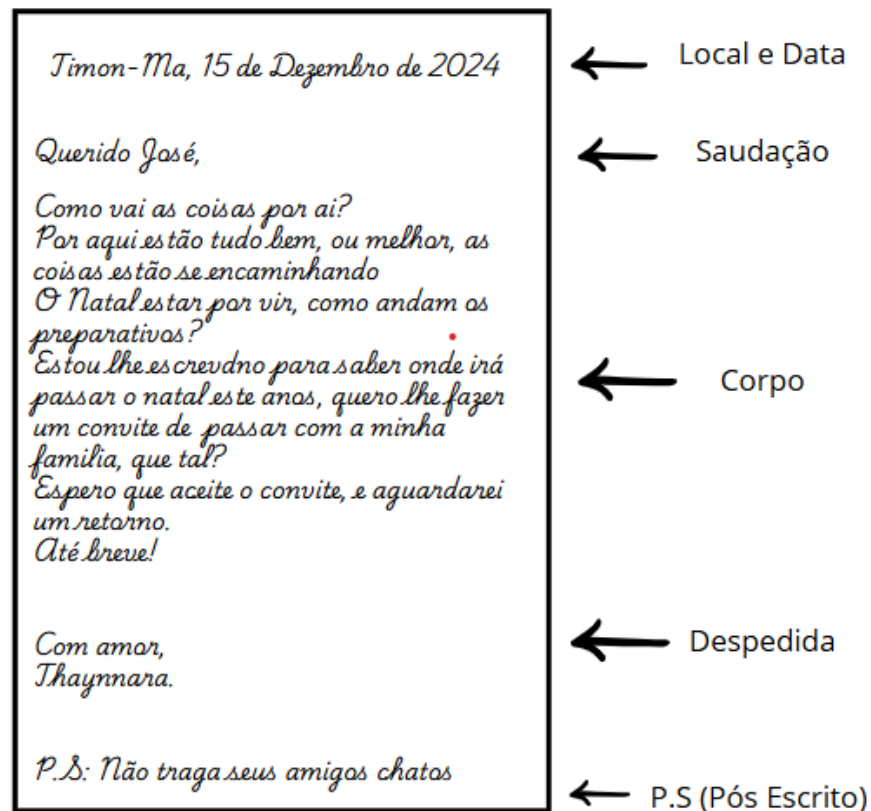 Timon-Ma, 15 de Dezembro de 2024
Local e Data
Querido José,
Saudação
Como vai as coisas por ai?
Por aqui estão tudo bem, ou melhor, as
coisas estão se encaminhando
O Natal estar por vir, como andam os
preparativos?
Estou lhe escrevdno para saber onde irá
passar o natal este anos, quero lhe fazer
um convite de passar com a minha
familia, que tal?
Espero que aceite o convite, e aguardarei
um retorno.
Até breve!
Corpo
Com amor,
Thaynnara.
Despedida
P.S: Não traga seus amigos chatos
P.S (Pós Escrito)